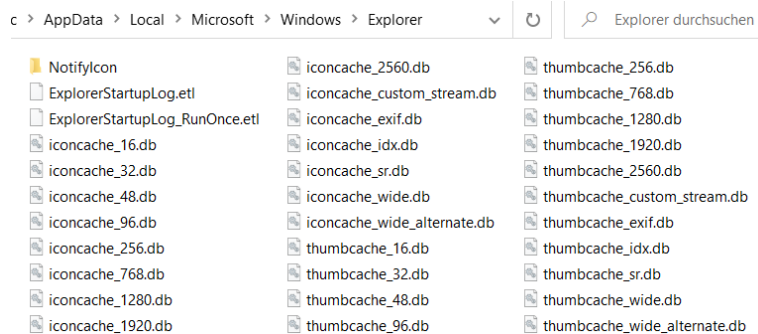 c > AppData > Local > Microsoft > Windows > Explorer
Explorer durchsuchen
NotifyIcon
ExplorerStartupLog.etl
ExplorerStartupLog_RunOnce.etl
iconcache_16.db
iconcache_32.db
iconcache_48.db
iconcache_96.db
iconcache_256.db
iconcache_768.db
iconcache_1280.db
iconcache_1920.db
iconcache_2560.db
iconcache_custom_stream.db
iconcache_exif.db
iconcache_idx.db
iconcache_sr.db
iconcache_wide.db
iconcache_wide_alternate.db
thumbcache_16.db
thumbcache_32.db
thumbcache_48.db
thumbcache_96.db
thumbcache_256.db
thumbcache_768.db
thumbcache_1280.db
thumbcache_1920.db
thumbcache_2560.db
thumbcache_custom_stream.db
thumbcache_exif.db
thumbcache_idx.db
thumbcache_sr.db
thumbcache_wide.db
thumbcache_wide_alternate.db